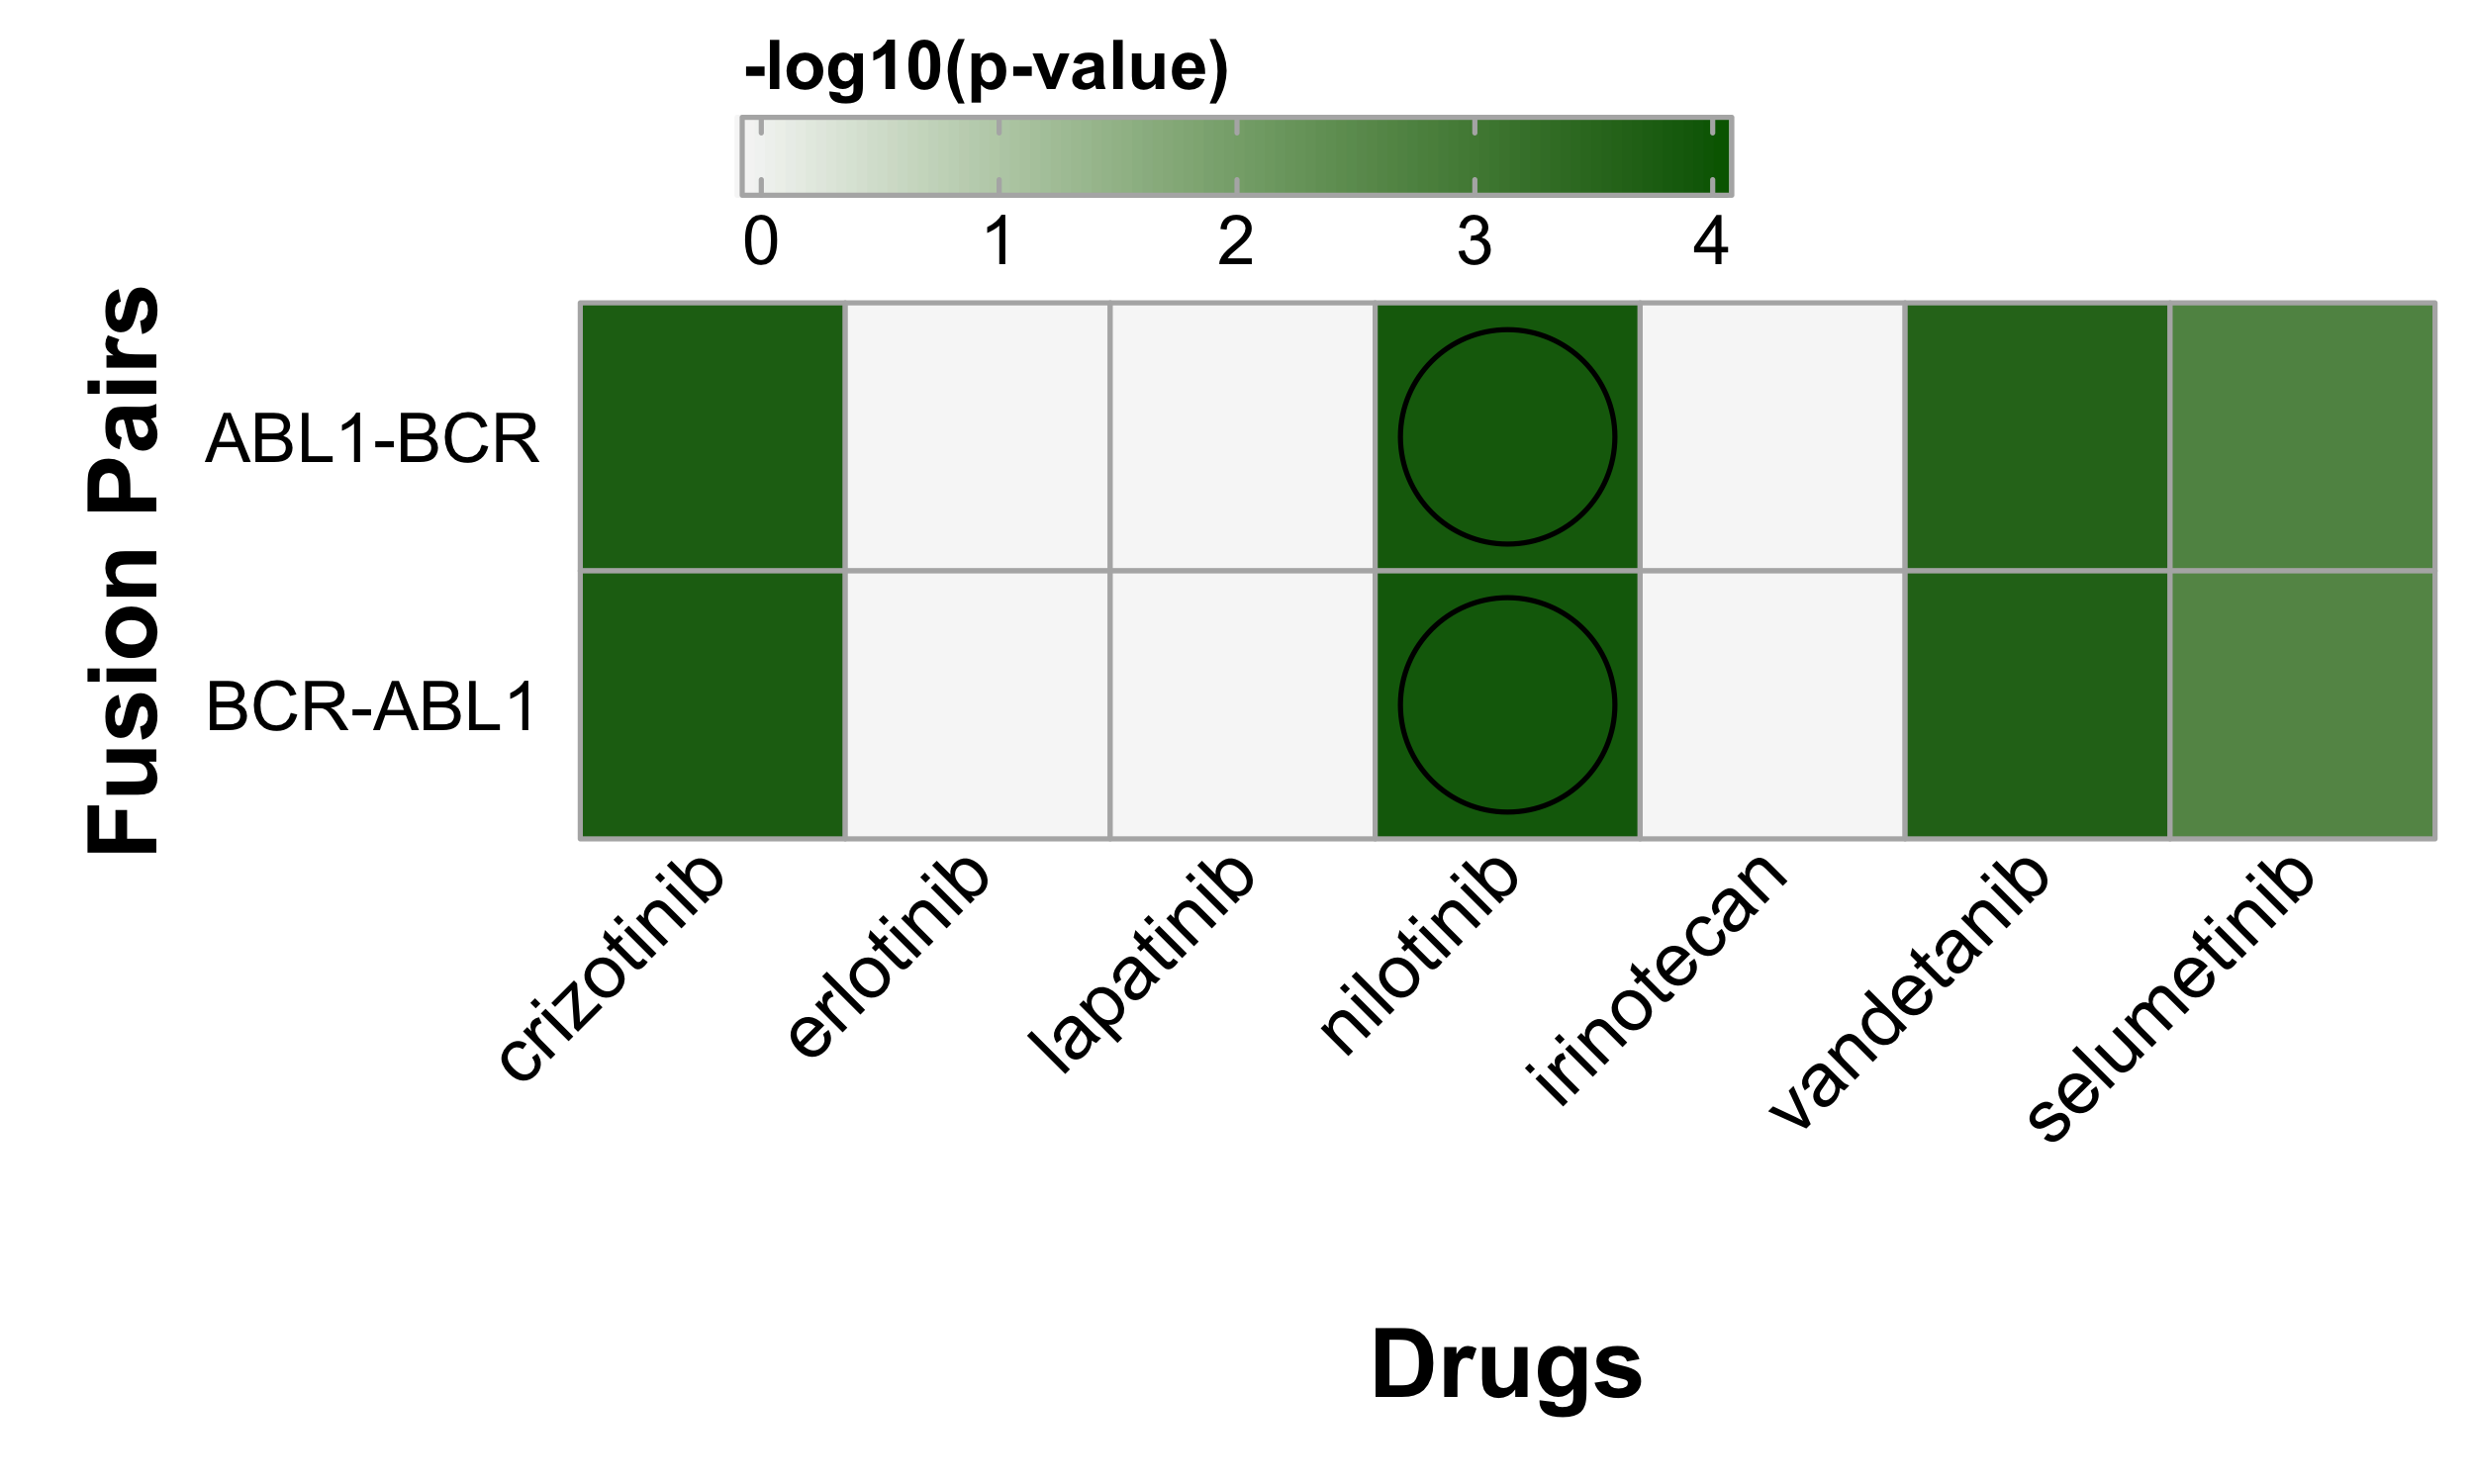 -log10(p-value)
0 1 2 3 4
Fusion Pairs
ABL1-BCR
BCR-ABL1
crizotinib
erlotinib
lapatinib
nilotinib
irinotecan
vandetanib
selumetinib
Drugs